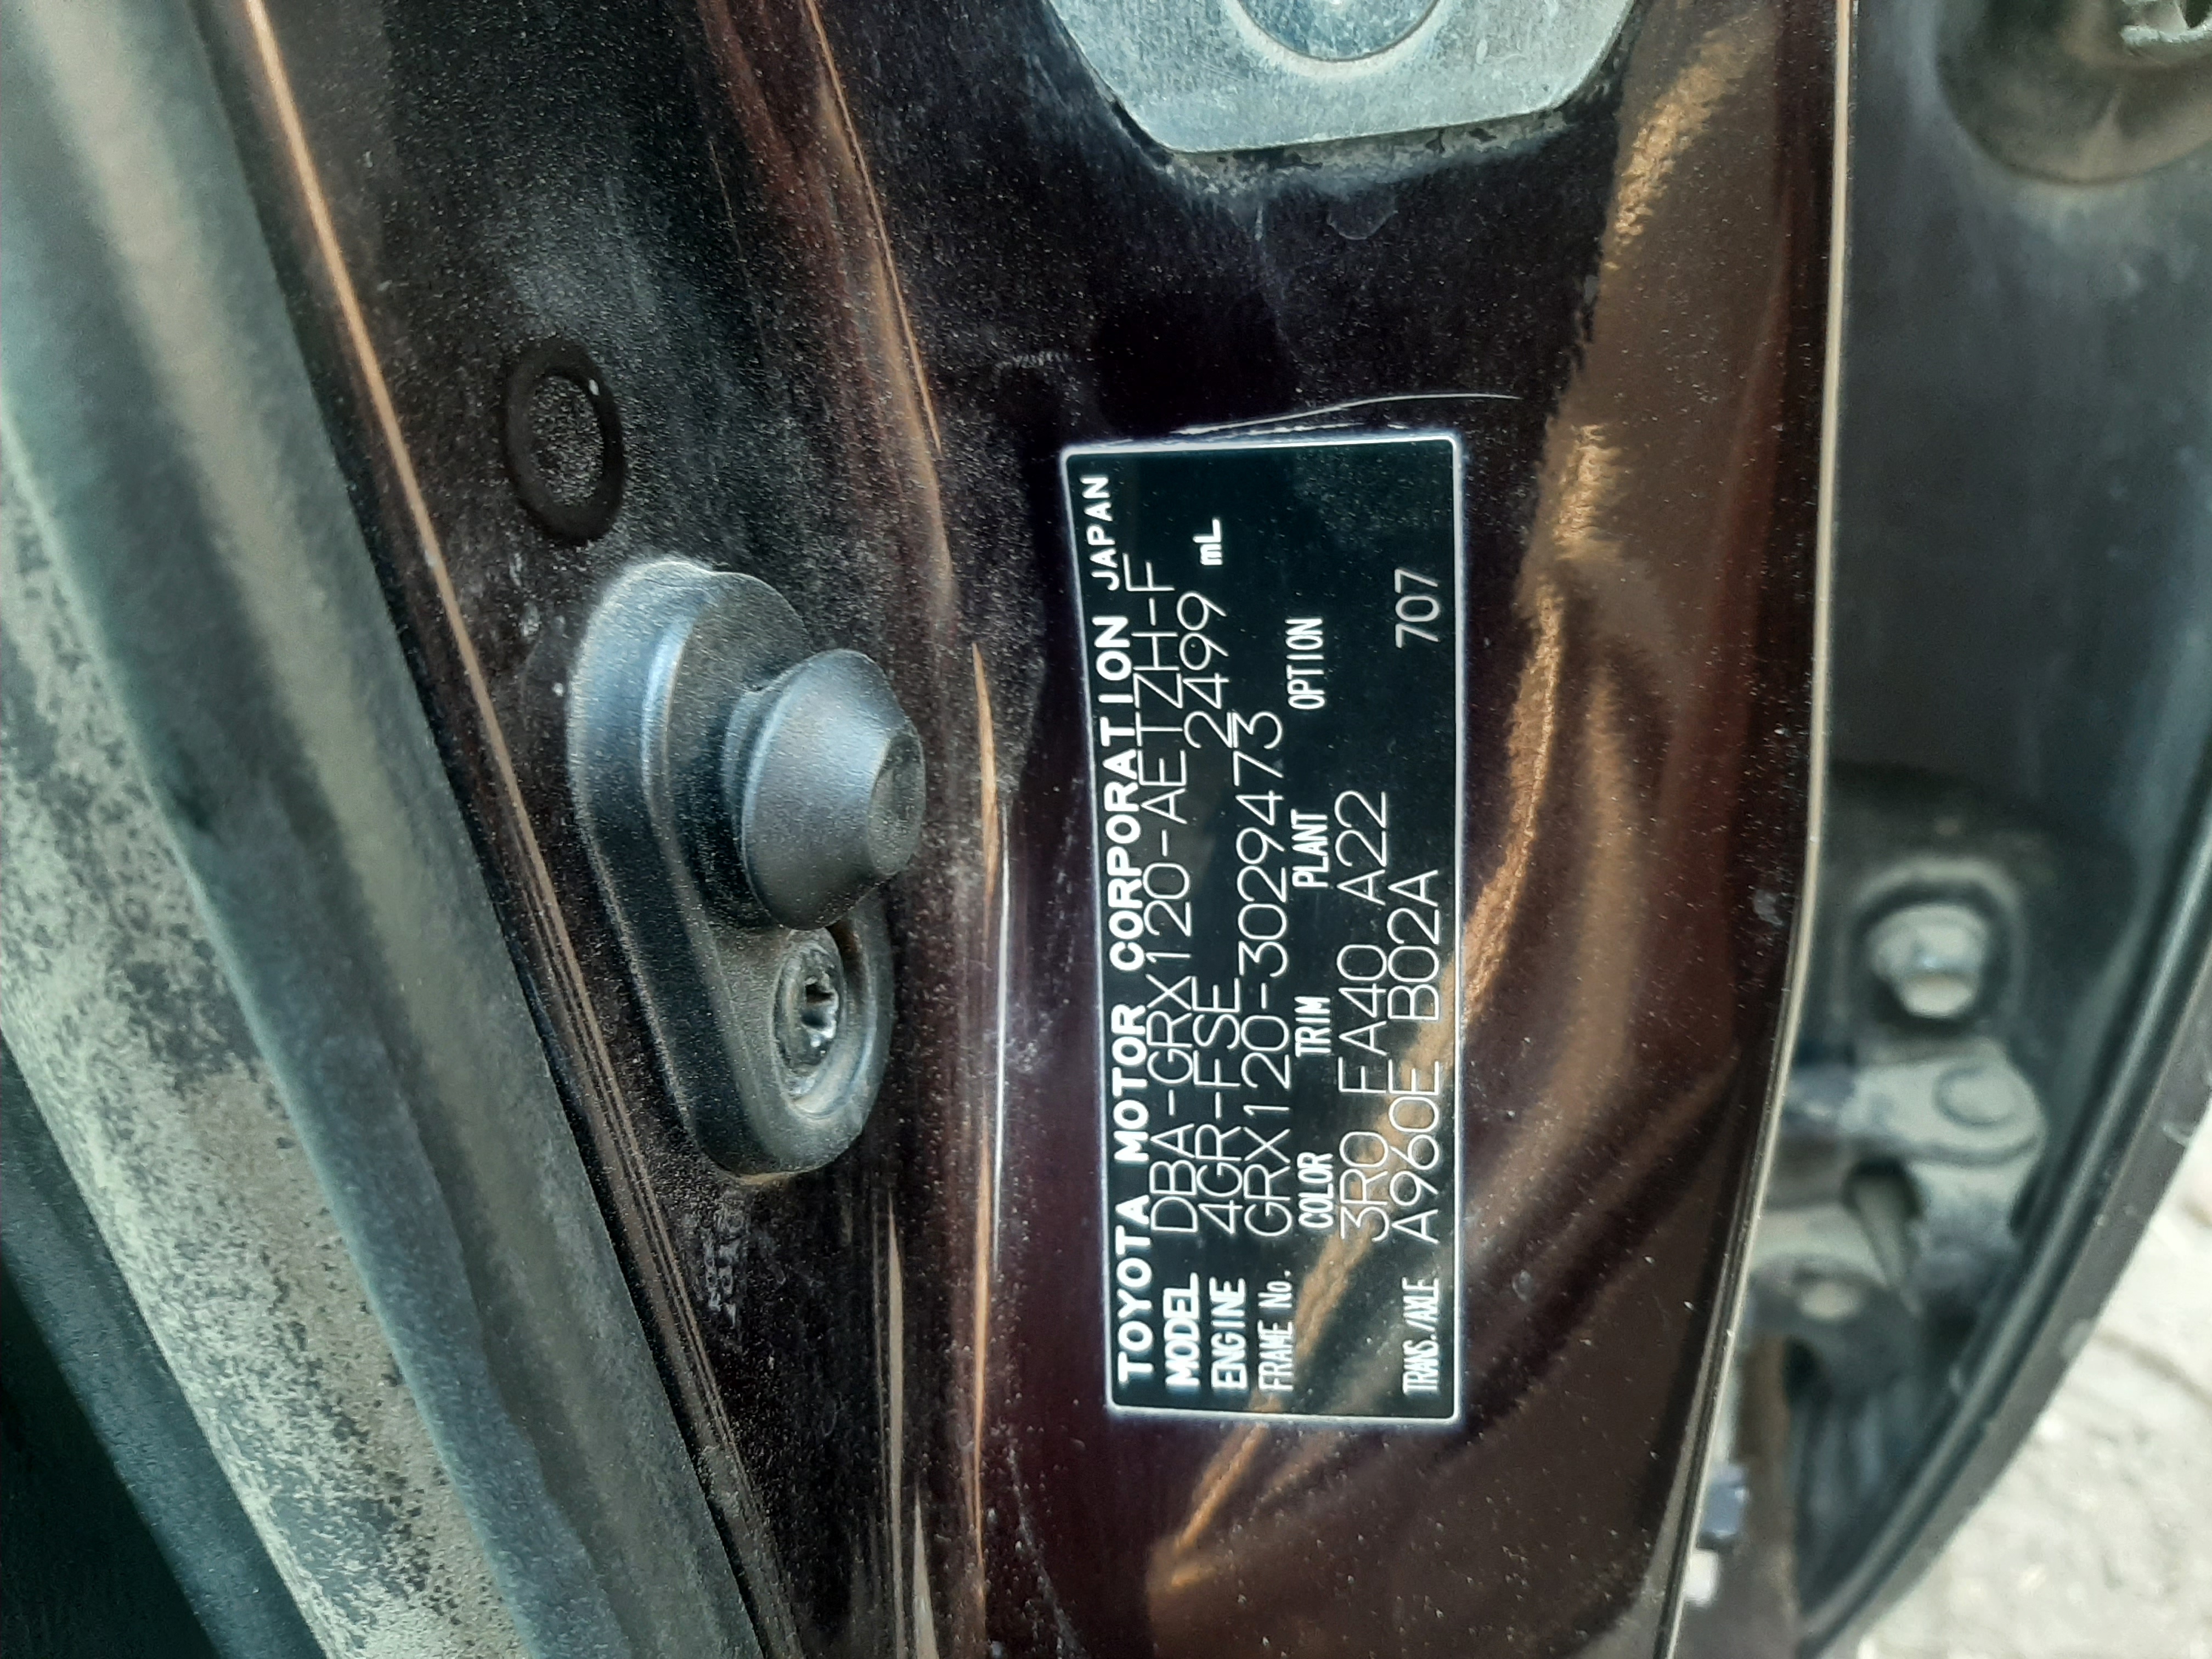 TOYOTA MOTOR CORPORATION JAPAN
MODEL DBA-GRX120-AETZH-F
ENGINE 4GR-FSE 2499 mL
FRAME No. GRX120-3029473
COLOR TRIM PLANT OPTION
3R0 FA40 A22
TRANS./AXLE A960E B02A 707